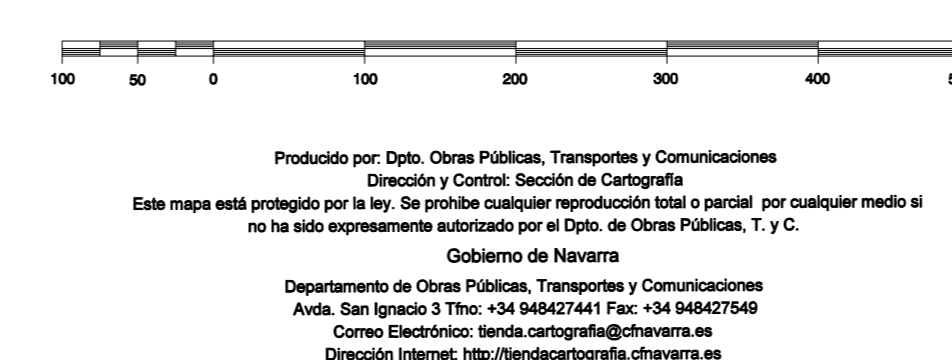 100 50 0 100 200 300 400
Producido por: Dpto. Obras Públicas, Transportes y Comunicaciones
Dirección y Control: Sección de Cartografía
Este mapa está protegido por la ley. Se prohibe cualquier reproducción total o parcial por cualquier medio si
no ha sido expresamente autorizado por el Dpto. de Obras Públicas, T. y C.
Gobierno de Navarra
Departamento de Obras Públicas, Transportes y Comunicaciones
Avda. San Ignacio 3 Tfno: +34 948427441 Fax: +34 948427549
Correo Electrónico: tienda.cartografia@cfnavarra.es
Dirección Internet: http://tiendacartografia.cfnavarra.es